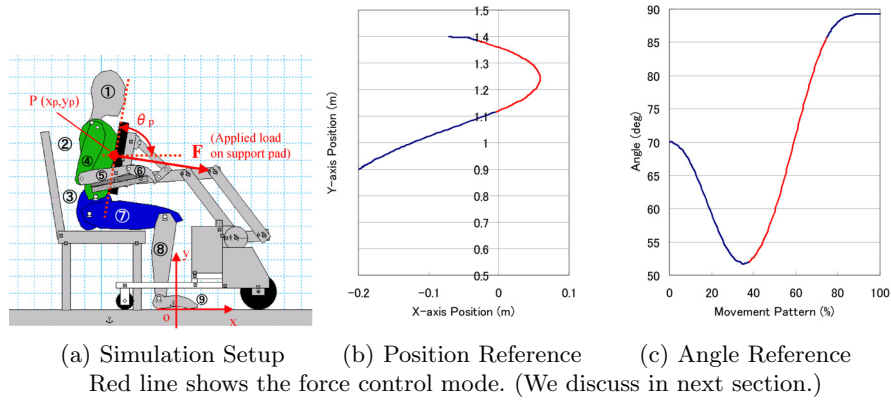 ①
P (xp,yp)
θp
②
F
(Applied load
on support pad)
④
⑤
⑥
③
⑦
⑧
y
⑨
o
x
1.5
1.4
1.3
1.2
1.1
1
0.9
0.8
0.7
0.6
0.5
Y-axis Position (m)
−0.2
−0.1
0
0.1
X-axis Position (m)
90
85
80
75
70
65
60
55
50
Angle (deg)
0
20
40
60
80
100
Movement Pattern (%)
(a) Simulation Setup
(b) Position Reference
(c) Angle Reference
Red line shows the force control mode. (We discuss in next section.)